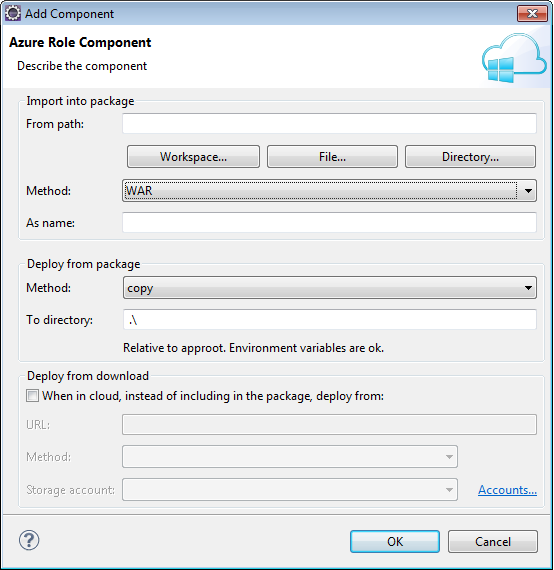 Add Component
Azure Role Component
Describe the component
Import into package
From path:
Workspace... File... Directory...
Method: WAR
As name:
Deploy from package
Method: copy
To directory: .\
Relative to approot. Environment variables are ok.
Deploy from download
When in cloud, instead of including in the package, deploy from:
URL:
Method:
Storage account: Accounts...
? OK Cancel